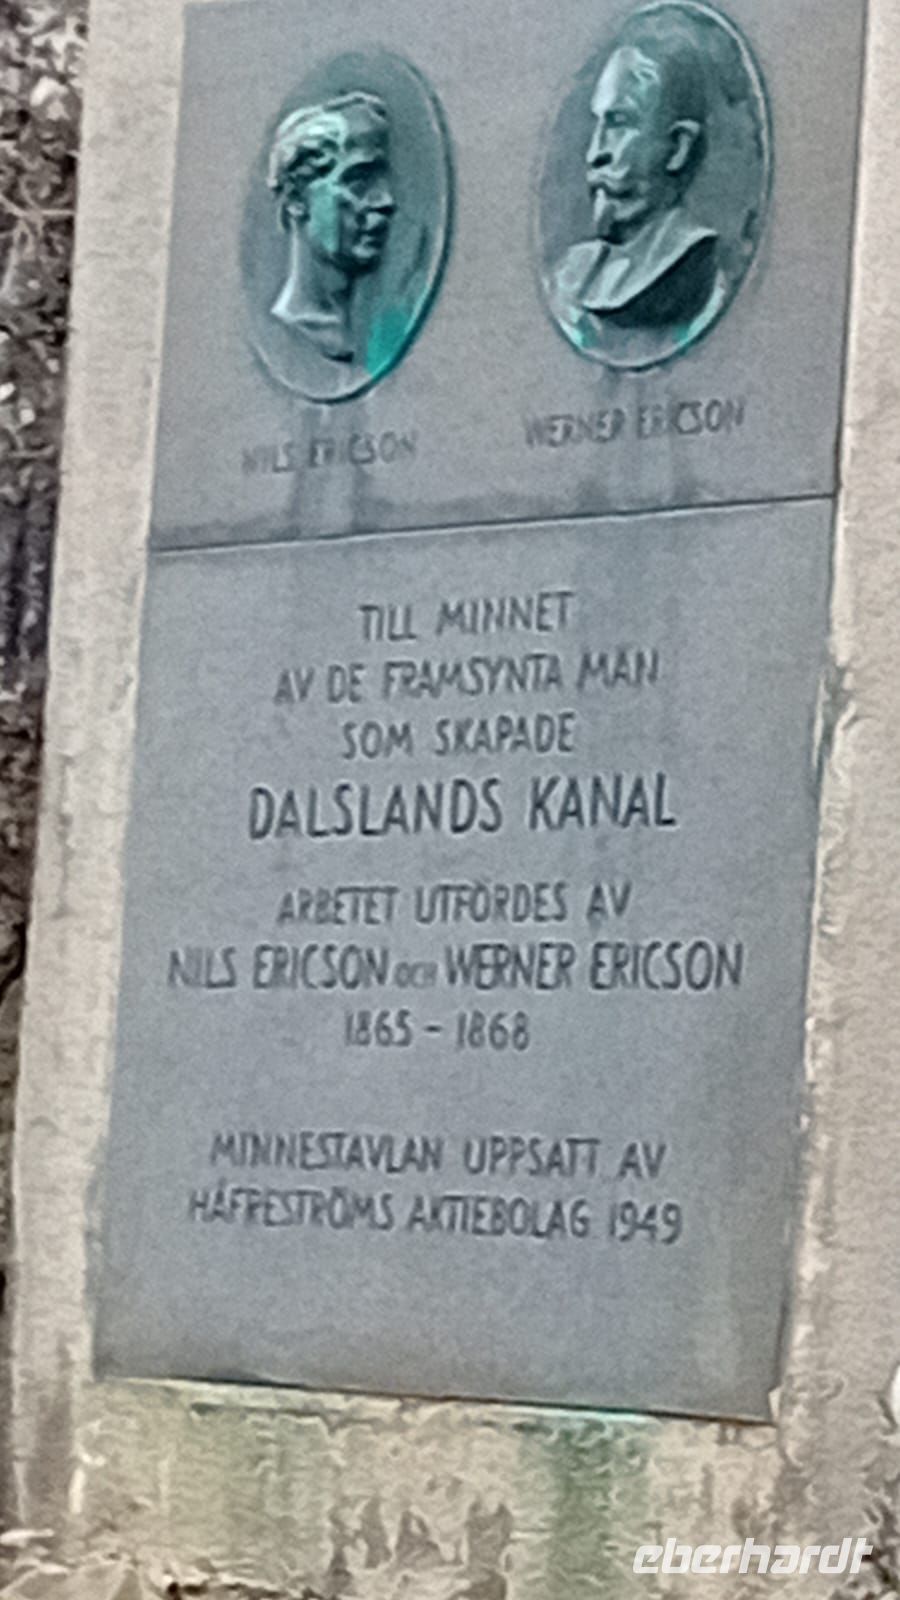 NILS ERICSON
WERNER ERICSON
TILL MINNET
AV DE FRAMSYNTA MÄN
SOM SKAPADE
DALSLANDS KANAL
ARBETET UTFÖRDES AV
NILS ERICSON OCH WERNER ERICSON
1865 - 1868
MINNESTAVLAN UPPSATT AV
HÅFRESTRÖMS AKTIEBOLAG 1949
eberhardt